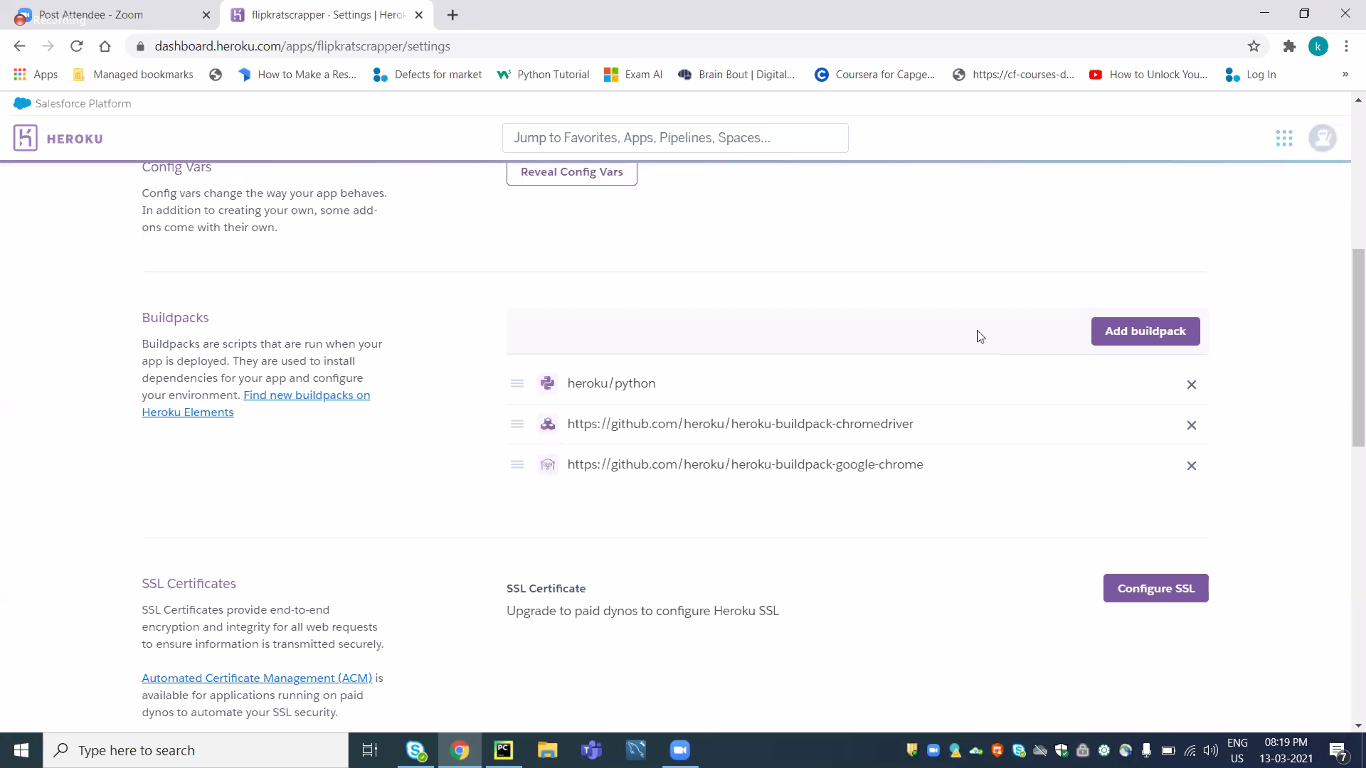 Recording
Post Attendee - Zoom
flipkratscrapper - Settings | Herok
dashboard.heroku.com/apps/flipkratscrapper/settings
Apps
Managed bookmarks
How to Make a Res...
Defects for market
Python Tutorial
Exam AI
Brain Bout | Digital...
Coursera for Capge...
https://cf-courses-d...
How to Unlock You...
Log In
»
Salesforce Platform
HEROKU
Jump to Favorites, Apps, Pipelines, Spaces...
Config Vars
Config vars change the way your app behaves.
In addition to creating your own, some add-
ons come with their own.
Reveal Config Vars
Buildpacks
Buildpacks are scripts that are run when your
app is deployed. They are used to install
dependencies for your app and configure
your environment. Find new buildpacks on
Heroku Elements
Add buildpack
heroku/python
https://github.com/heroku/heroku-buildpack-chromedriver
https://github.com/heroku/heroku-buildpack-google-chrome
SSL Certificates
SSL Certificates provide end-to-end
encryption and integrity for all web requests
to ensure information is transmitted securely.
Automated Certificate Management (ACM) is
available for applications running on paid
dynos to automate your SSL security.
SSL Certificate
Upgrade to paid dynos to configure Heroku SSL
Configure SSL
Type here to search
ENG
US
08:19 PM
13-03-2021
7